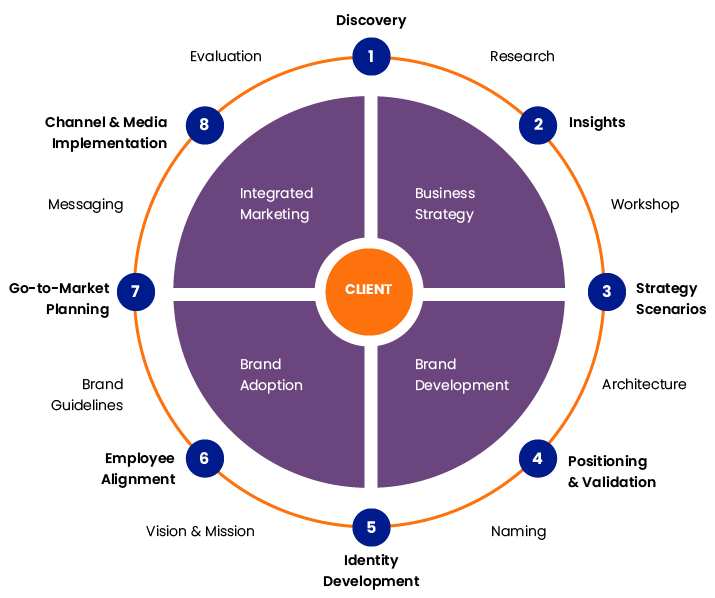 Discovery
1
Evaluation
Research
Channel & Media
Implementation
8
2
Insights
Integrated
Marketing
Business
Strategy
Messaging
Workshop
CLIENT
Go-to-Market
Planning
7
3
Strategy
Scenarios
Brand
Adoption
Brand
Development
Brand
Guidelines
Architecture
Employee
Alignment
6
4
Positioning
& Validation
Vision & Mission
5
Naming
Identity
Development